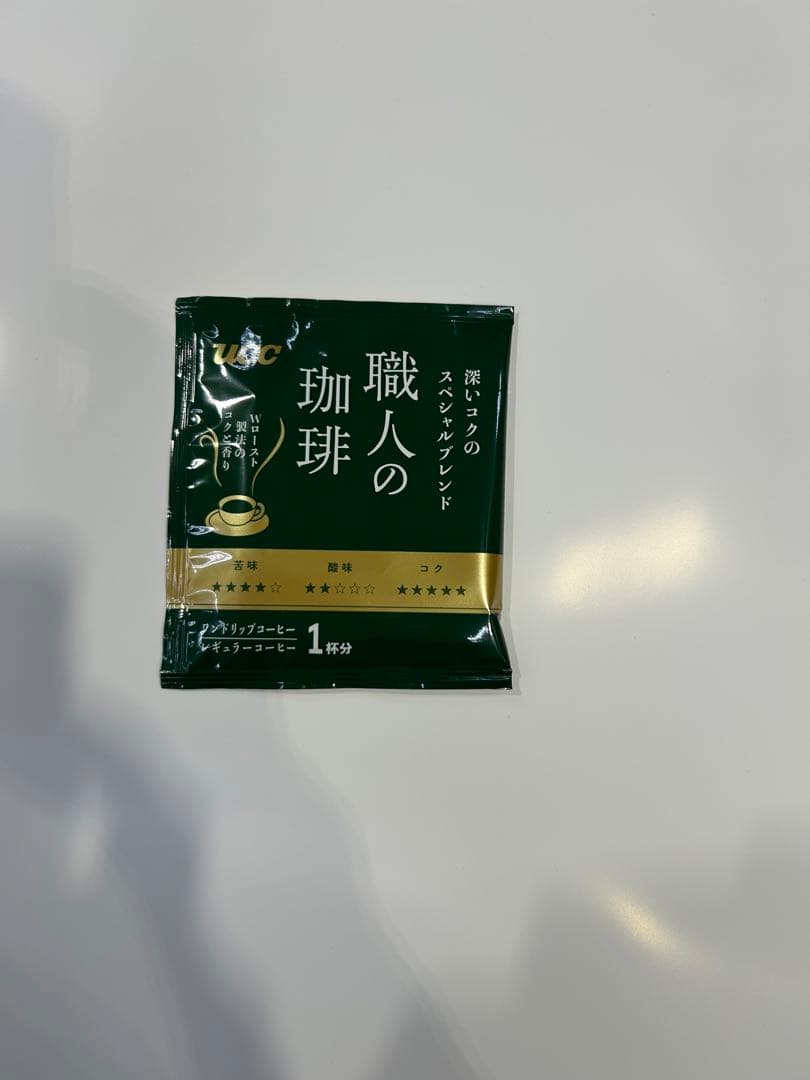 ucc
深いコクの
スペシャルブレンド
職人の
珈琲
Wロースト
製法の
コクと香り
苦味 酸味 コク
★★★★☆ ★★☆☆☆ ★★★★★
ワンドリップコーヒー
レギュラーコーヒー
1杯分